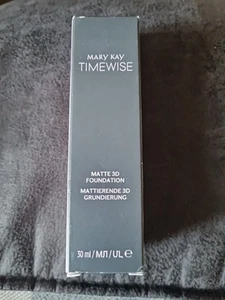 MARY KAY
TIMEWISE
MATTE 3D
FOUNDATION
MATTIERENDE 3D
GRUNDIERUNG
30 ml/МЛ/ UL ℮